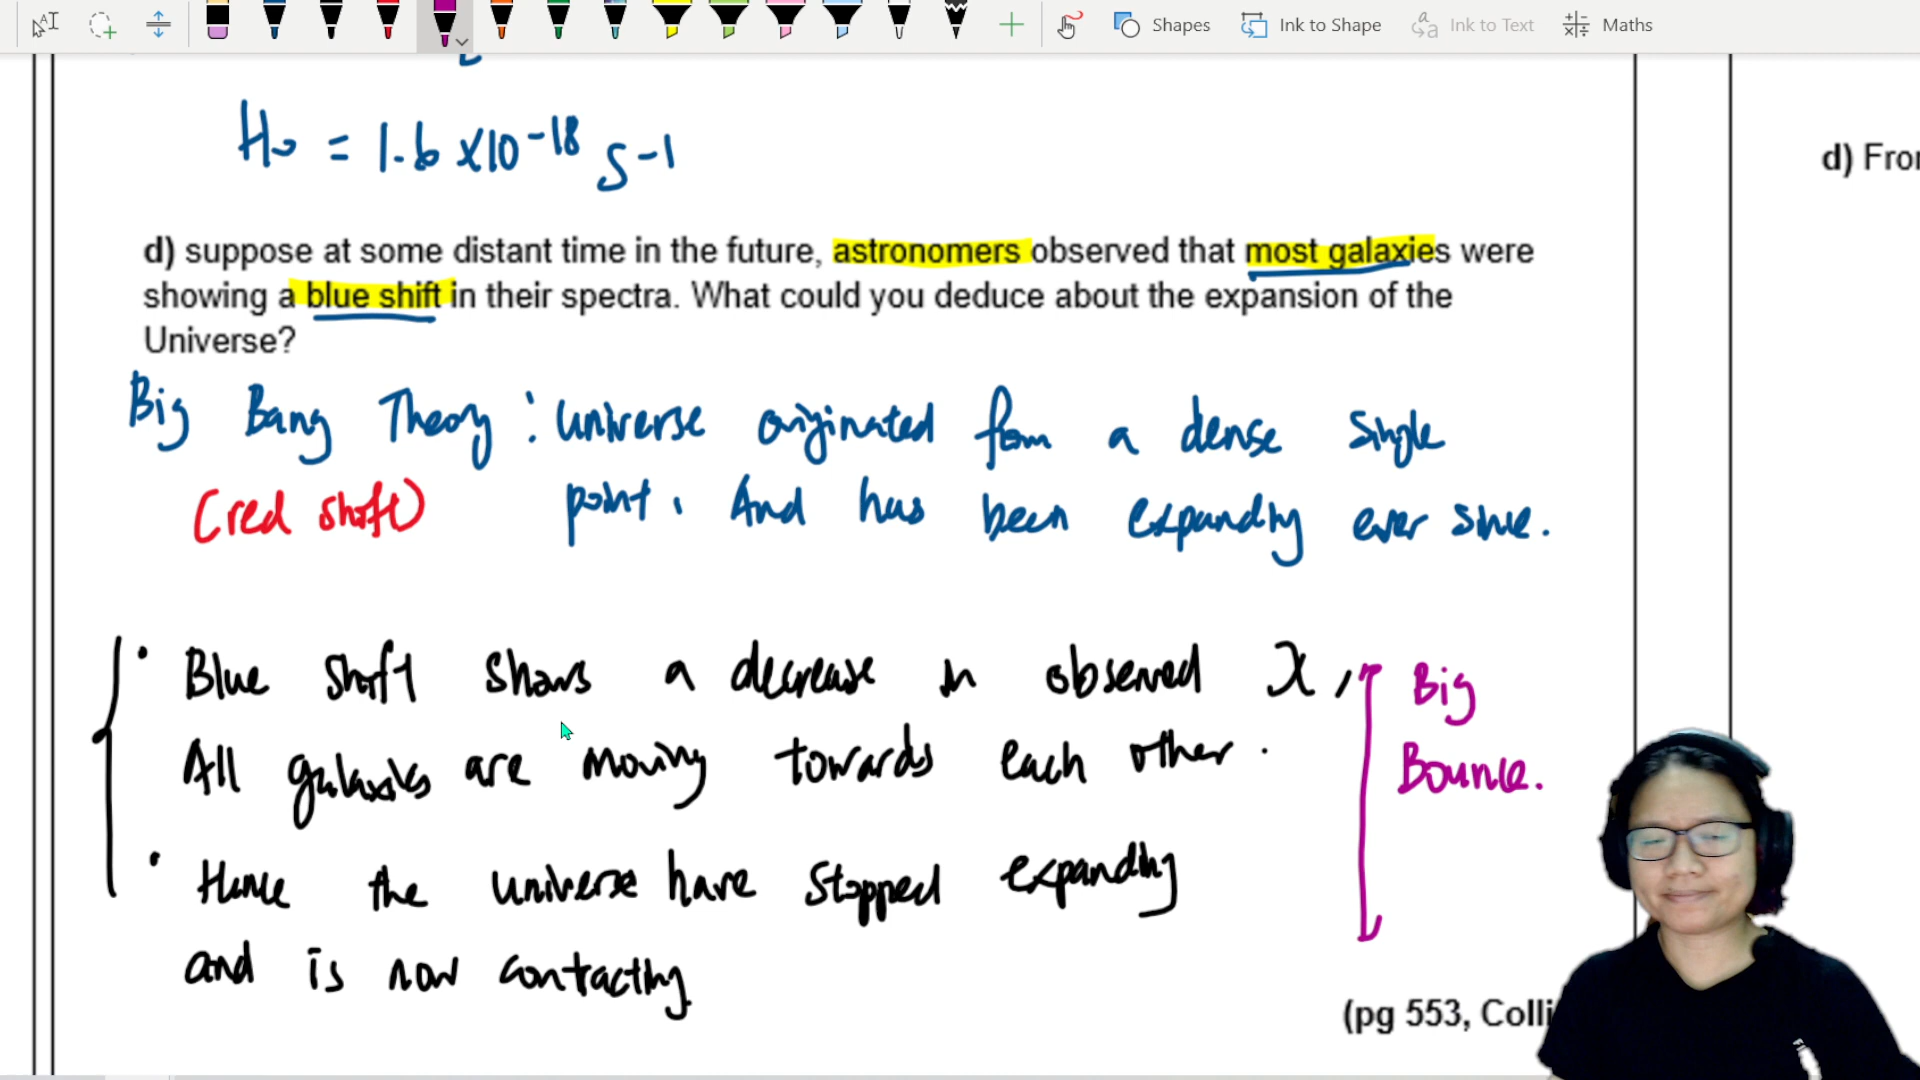 Shapes Ink to Shape Ink to Text Maths
H₀ = 1.6 x10⁻¹⁸ s⁻¹
d) suppose at some distant time in the future, astronomers observed that most galaxies were
showing a blue shift in their spectra. What could you deduce about the expansion of the
Universe?
Big Bang Theory : universe originated from a dense single
(red shift) point. And has been expanding ever since.
• Blue shift shows a decrease in observed λ,
All galaxies are moving towards each other.
Big
Bounce.
• Hence the universe have stopped expanding
and is now contracting.
(pg 553, Colli
d) Fror